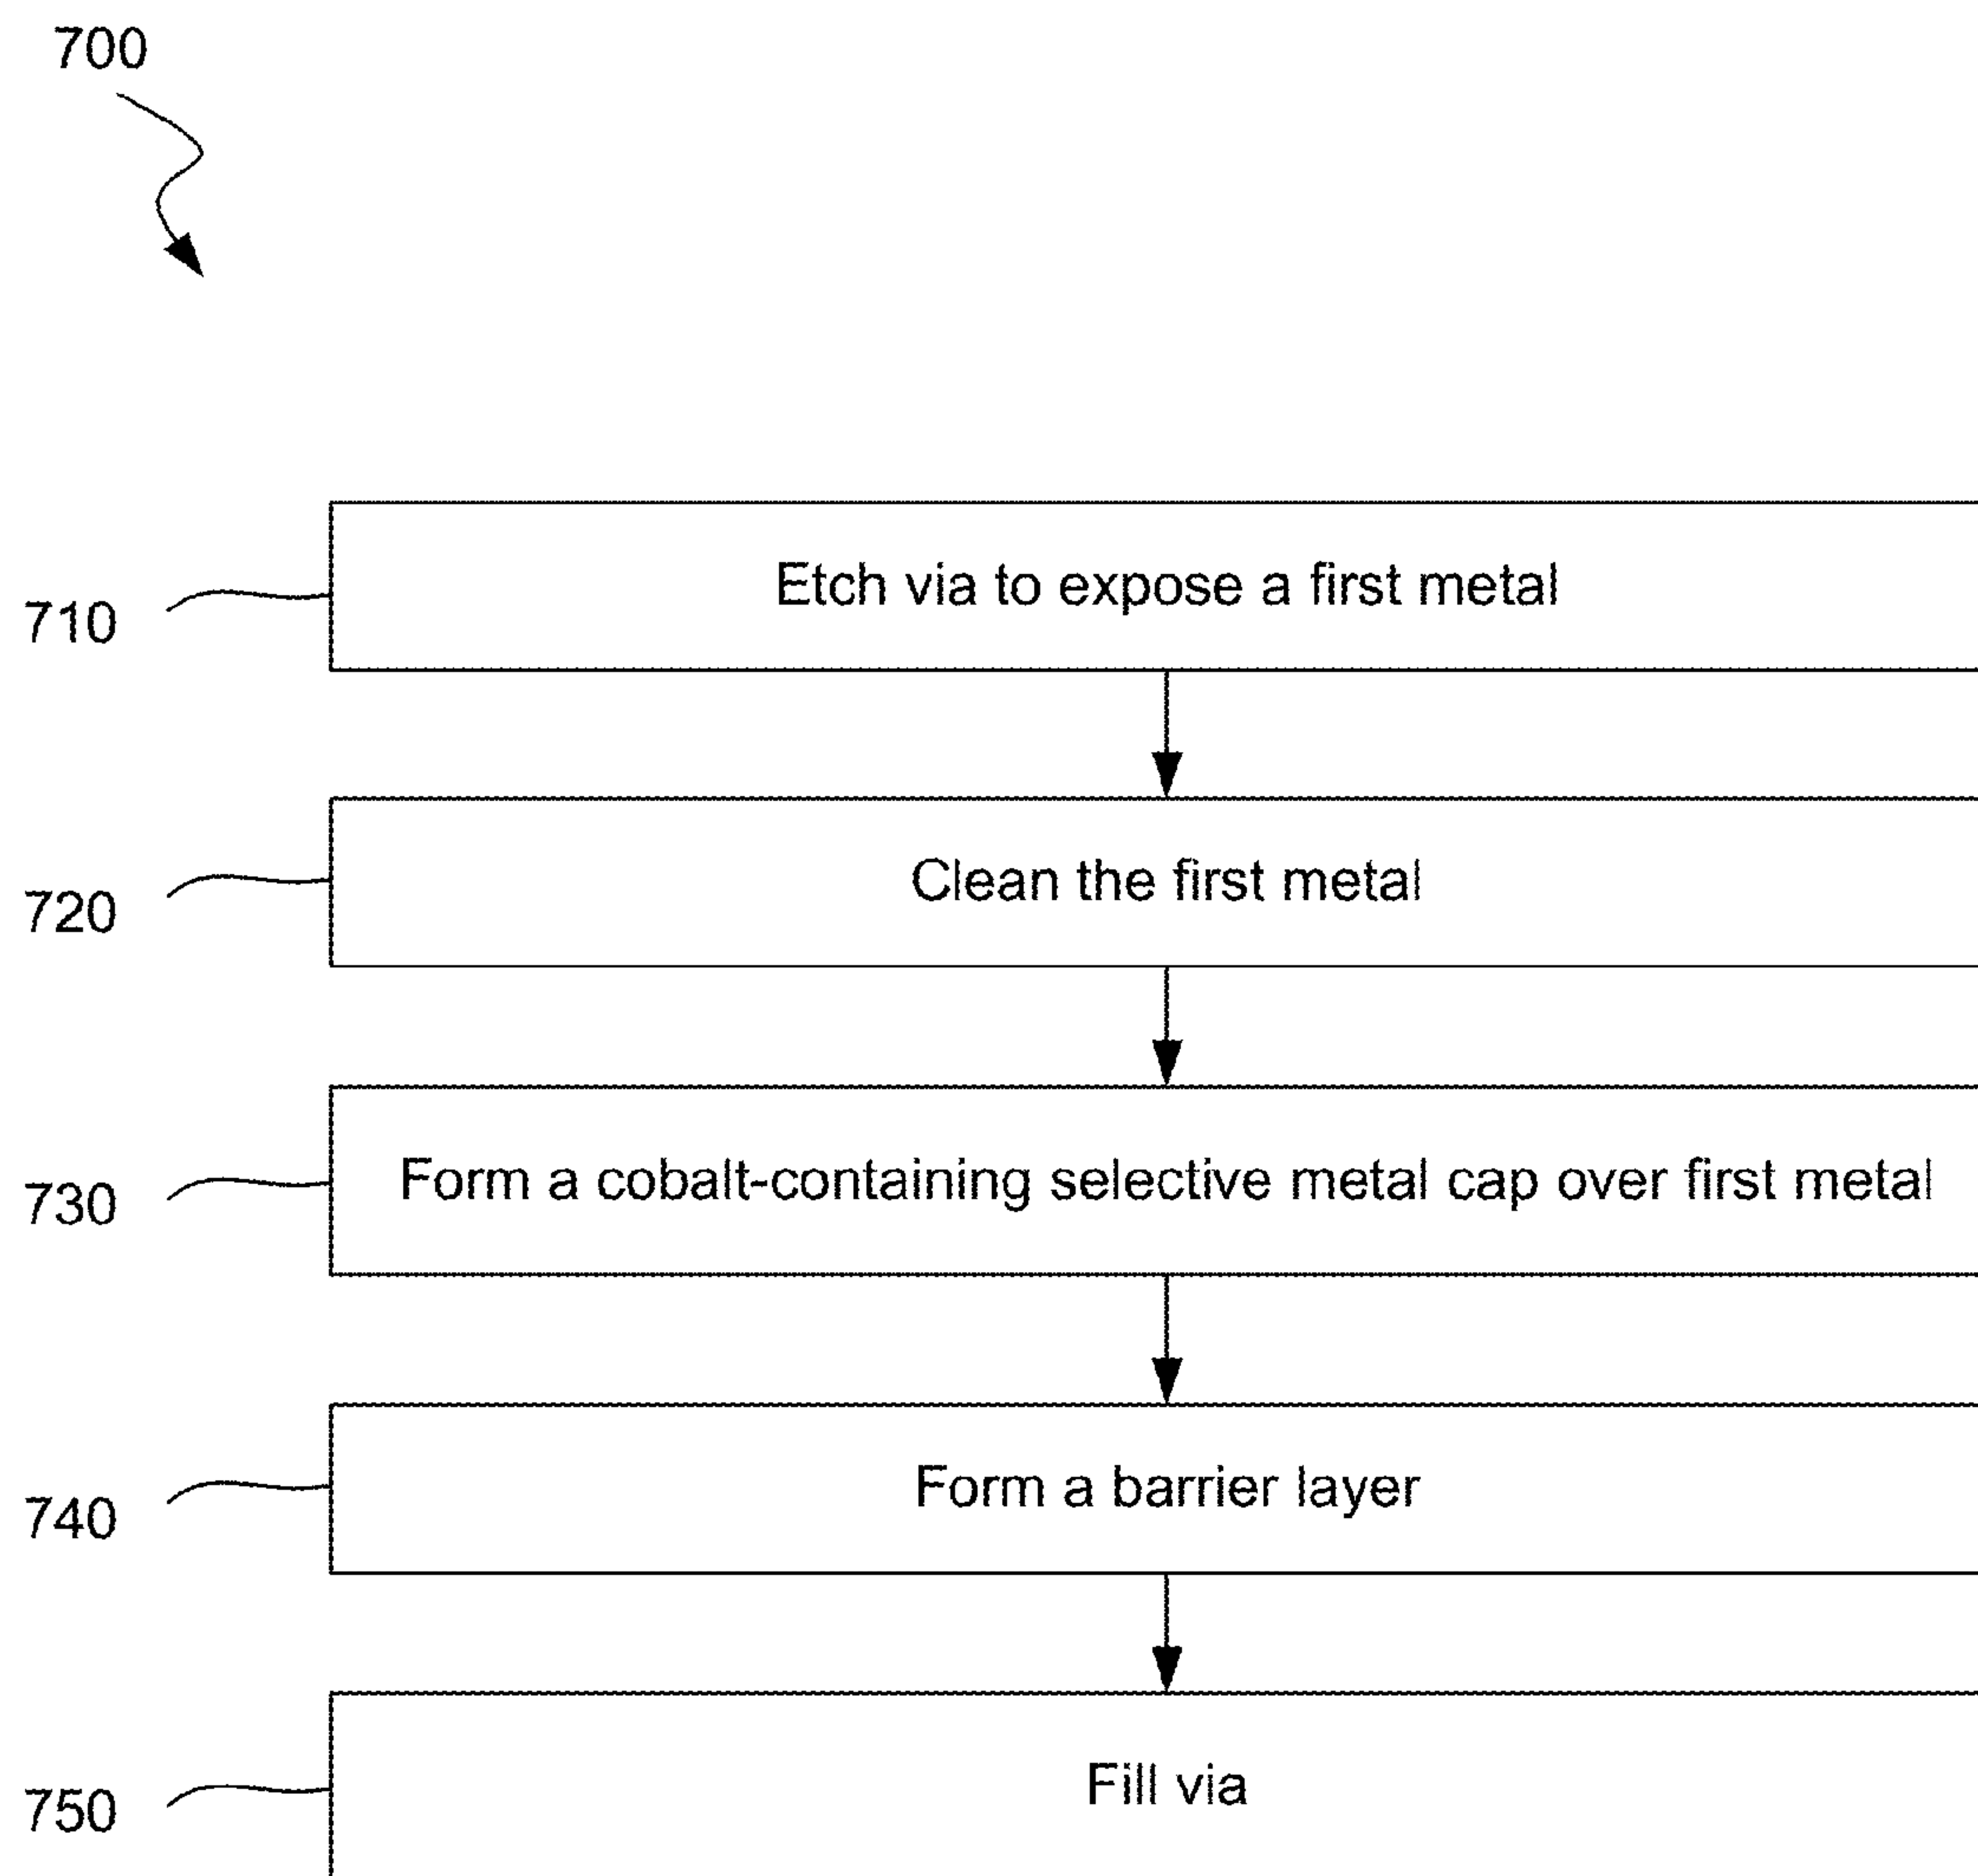 700
Etch via to expose a first metal
710
Clean the first metal
720
Form a cobalt-containing selective metal cap over first metal
730
Form a barrier layer
740
Fill via
750